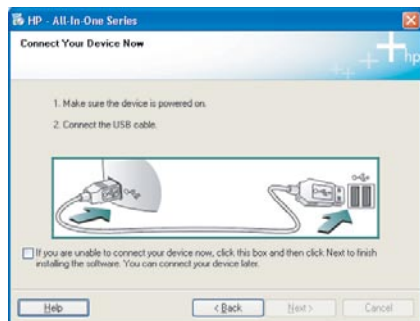 HP - All-In-One Series
Connect Your Device Now
hp
1. Make sure the device is powered on.
2. Connect the USB cable.
If you are unable to connect your device now, click this box and then click Next to finish
installing the software. You can connect your device later.
Help
< Back
Next >
Cancel